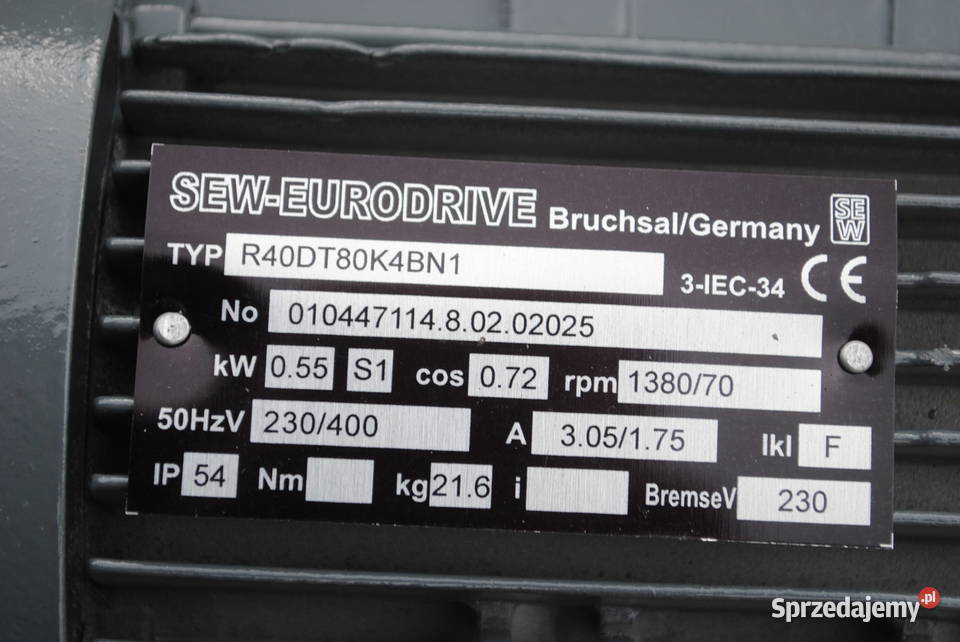 SEW-EURODRIVE Bruchsal/Germany SEW
TYP R40DT80K4BN1 3-IEC-34 CE
No 010447114.8.02.02025
kW 0.55 S1 cos 0.72 rpm 1380/70
50HzV 230/400 A 3.05/1.75 Ikl F
IP 54 Nm kg 21.6 i BremseV 230
Sprzedajemy.pl